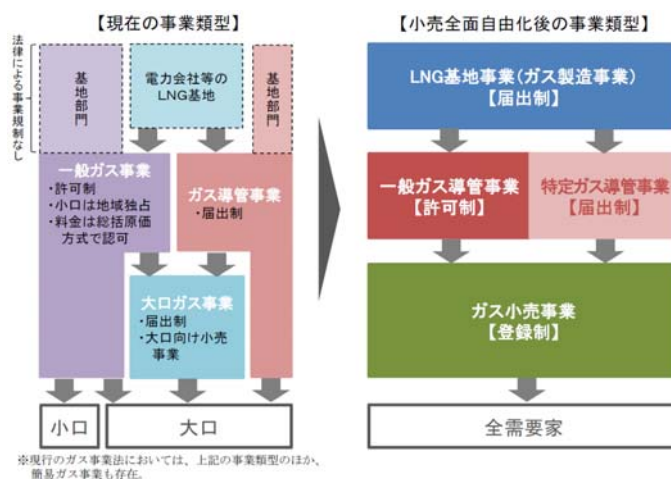 【現在の事業類型】
法律による事業規制なし
基地部門
電力会社等の
LNG基地
基地部門
一般ガス事業
・許可制
・小口は地域独占
・料金は総括原価
方式で認可
ガス導管事業
・届出制
大口ガス事業
・届出制
・大口向け小売
事業
小口
大口
※現行のガス事業法においては、上記の事業類型のほか、
簡易ガス事業も存在。
【小売全面自由化後の事業類型】
LNG基地事業(ガス製造事業)
【届出制】
一般ガス導管事業
【許可制】
特定ガス導管事業
【届出制】
ガス小売事業
【登録制】
全需要家